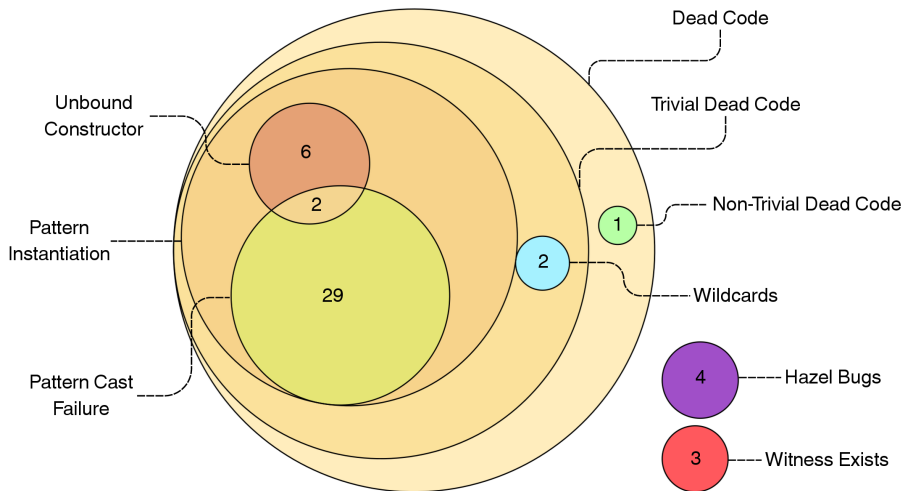 Dead Code
Trivial Dead Code
Unbound
Constructor
6
2
Non-Trivial Dead Code
1
Pattern
Instantiation
2
Wildcards
29
Pattern Cast
Failure
4
Hazel Bugs
3
Witness Exists